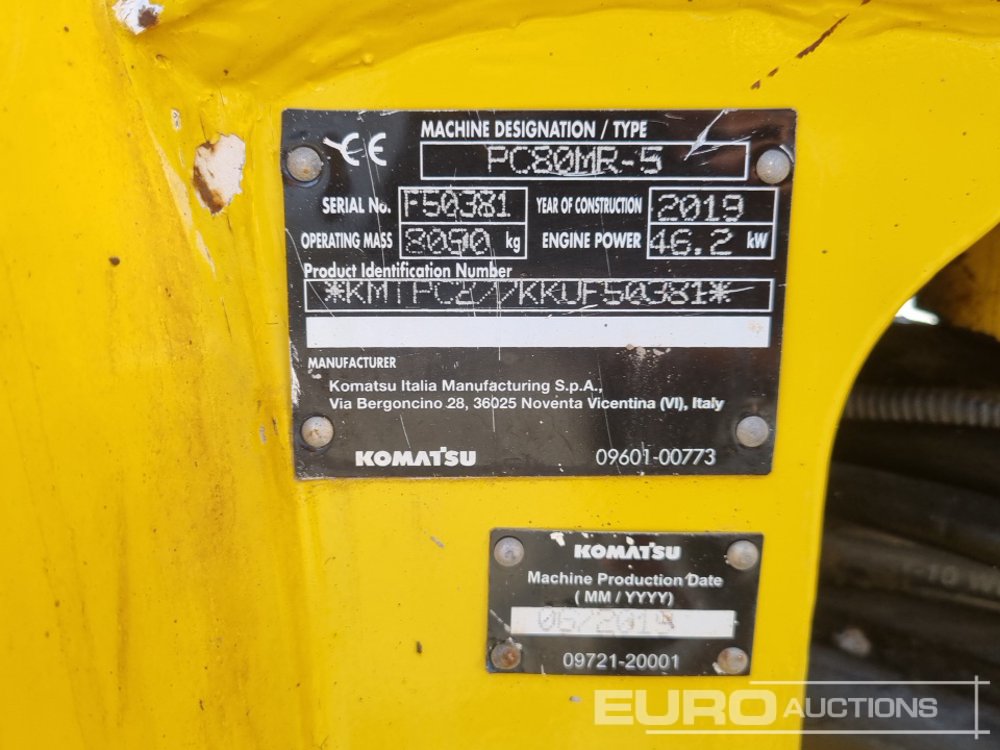 CE
MACHINE DESIGNATION / TYPE
PC80MR-5
SERIAL No. F50381 YEAR OF CONSTRUCTION 2019
OPERATING MASS 8090 kg ENGINE POWER 46.2 kW
Product Identification Number
MANUFACTURER
Komatsu Italia Manufacturing S.p.A.,
Via Bergoncino 28, 36025 Noventa Vicentina (VI), Italy
KOMATSU 09601-00773
KOMATSU
Machine Production Date
( MM / YYYY)
06/2019
09721-20001
EURO AUCTIONS